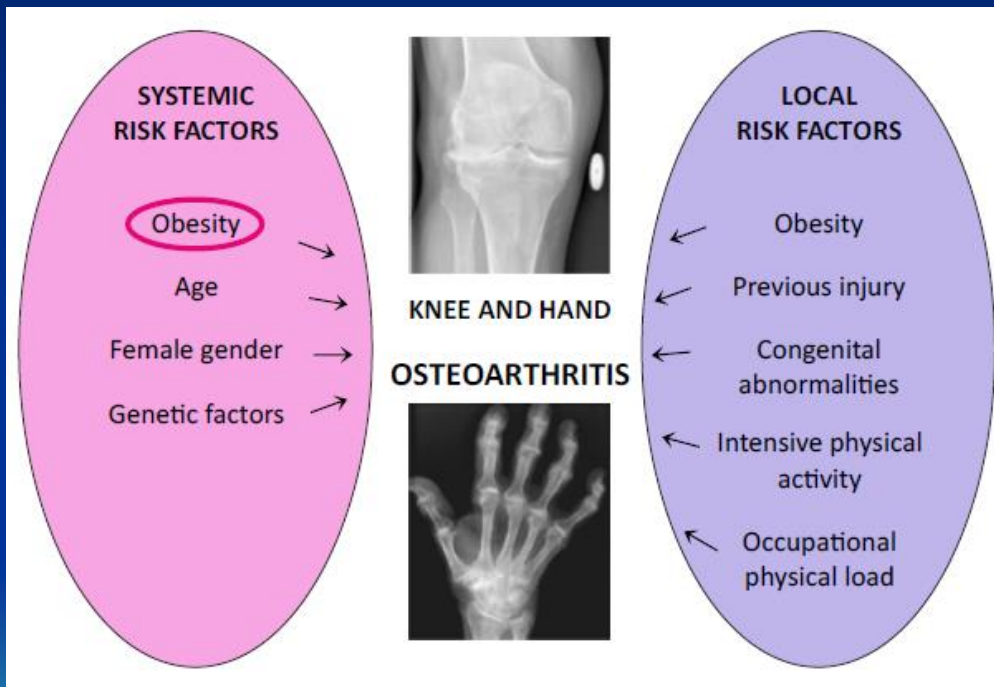 SYSTEMIC
RISK FACTORS
Obesity
Age
Female gender
Genetic factors
KNEE AND HAND
OSTEOARTHRITIS
LOCAL
RISK FACTORS
Obesity
Previous injury
Congenital
abnormalities
Intensive physical
activity
Occupational
physical load